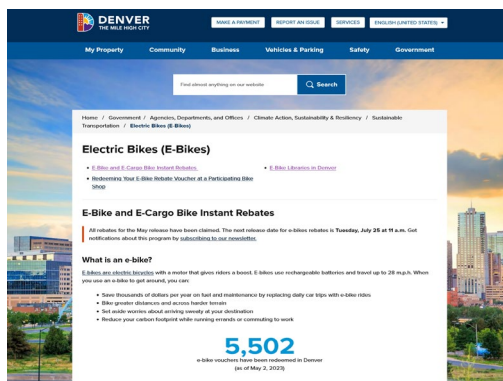 DENVER
THE MILE HIGH CITY
MAKE A PAYMENT
REPORT AN ISSUE
SERVICES
ENGLISH (UNITED STATES)
My Property
Community
Business
Vehicles & Parking
Safety
Government
Find almost anything on our website
Search
Home / Government / Agencies, Departments, and Offices / Climate Action, Sustainability & Resiliency / Sustainable
Transportation / Electric Bikes (E-Bikes)
Electric Bikes (E-Bikes)
• E-Bike and E-Cargo Bike Instant Rebates
• E-Bike Libraries in Denver
• Redeeming Your E-Bike Rebate Voucher at a Participating Bike
Shop
E-Bike and E-Cargo Bike Instant Rebates
All rebates for the May release have been claimed. The next release date for e-bikes rebates is Tuesday, July 25 at 11 a.m. Get
notifications about this program by subscribing to our newsletter.
What is an e-bike?
E-bikes are electric bicycles with a motor that gives riders a boost. E-bikes use rechargeable batteries and travel up to 28 m.p.h. When
you use an e-bike to get around, you can:
• Save thousands of dollars per year on fuel and maintenance by replacing daily car trips with e-bike rides
• Bike greater distances and across harder terrain
• Set aside worries about arriving sweaty at your destination
• Reduce your carbon footprint while running errands or commuting to work
5,502
e-bike vouchers have been redeemed in Denver
(as of May 2, 2023)